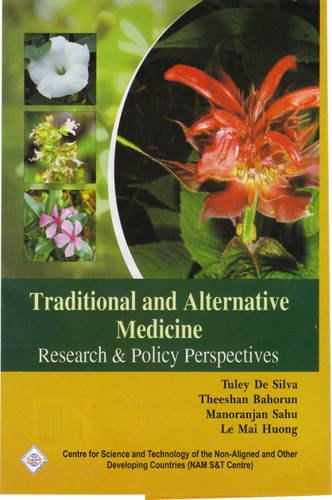 Traditional and Alternative
Medicine
Research & Policy Perspectives
Tuley De Silva
Theeshan Bahorun
Manoranjan Sahu
Le Mai Huong
Centre for Science and Technology of the Non-Aligned and Other
Developing Countries (NAM S&T Centre)